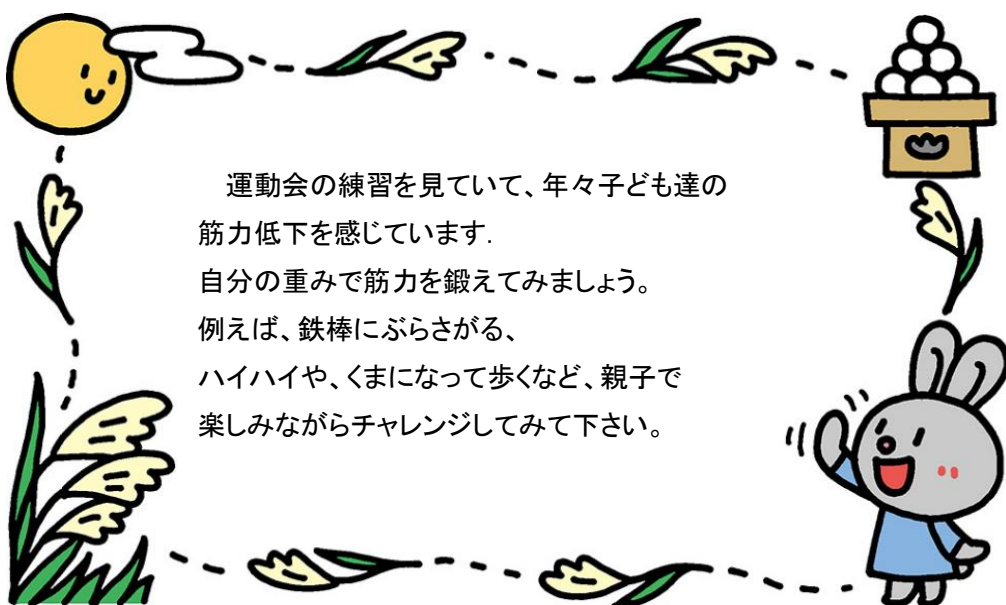 運動会の練習を見ていて、年々子ども達の
筋力低下を感じています.
自分の重みで筋力を鍛えてみましょう。
例えば、鉄棒にぶらさがる、
ハイハイや、くまになって歩くなど、親子で
楽しみながらチャレンジしてみて下さい。